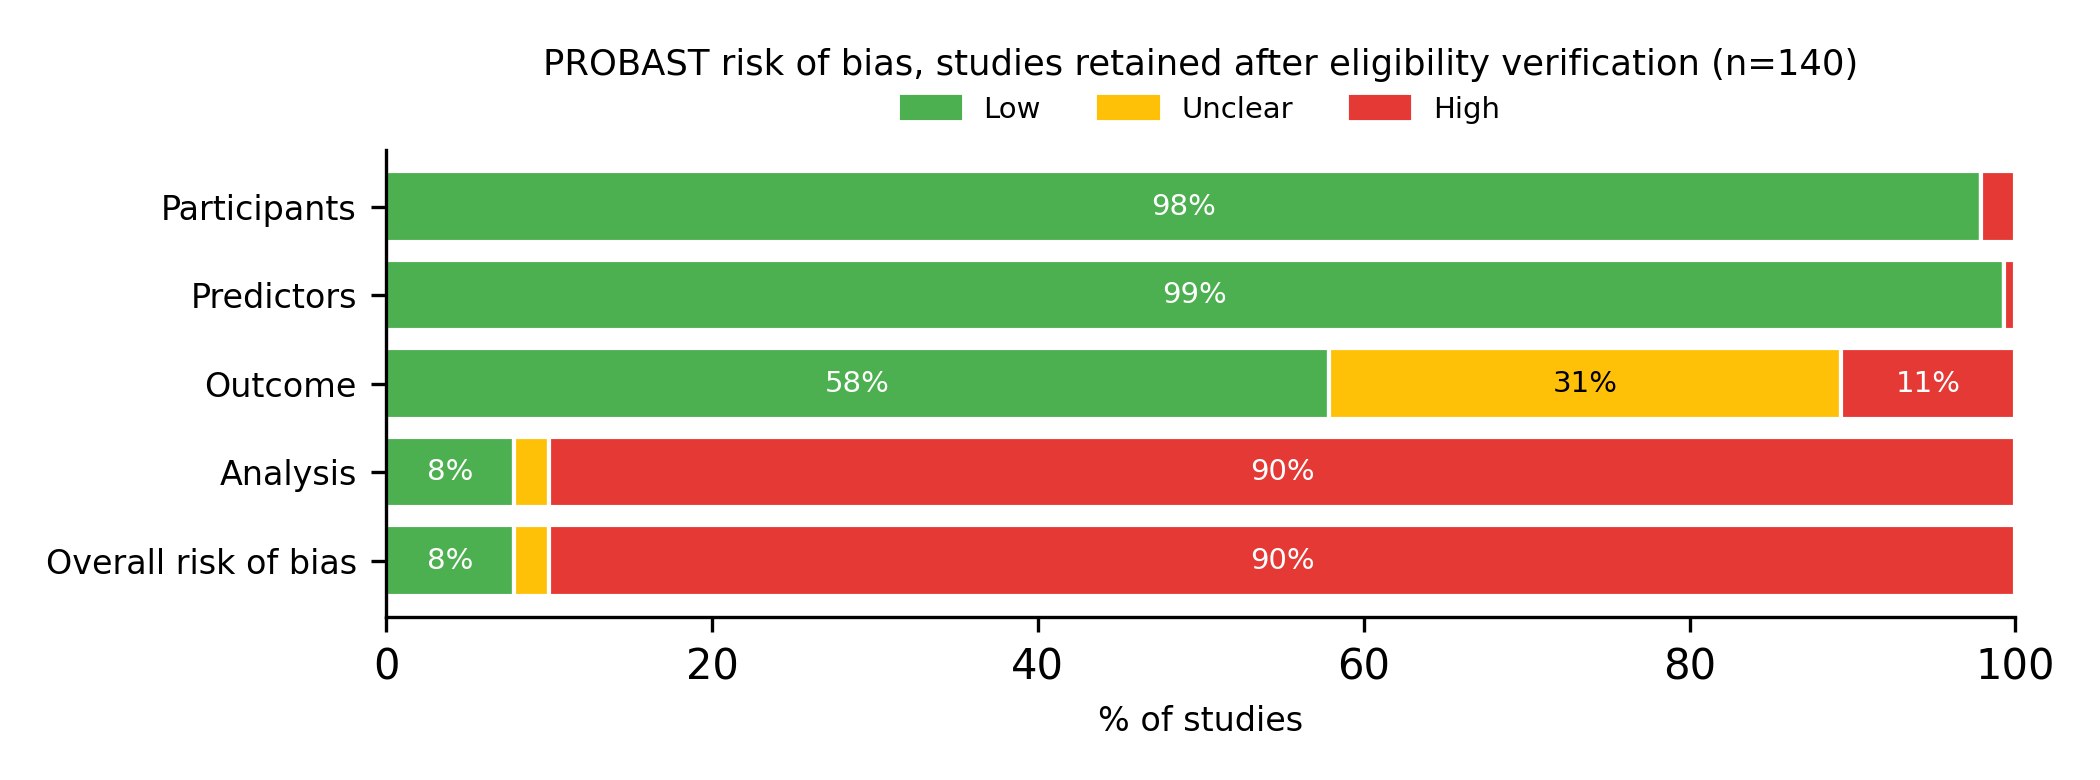 PROBAST risk of bias, studies retained after eligibility verification (n=140)
Low Unclear High
Participants 98%
Predictors 99%
Outcome 58% 31% 11%
Analysis 8% 90%
Overall risk of bias 8% 90%
0 20 40 60 80 100
% of studies